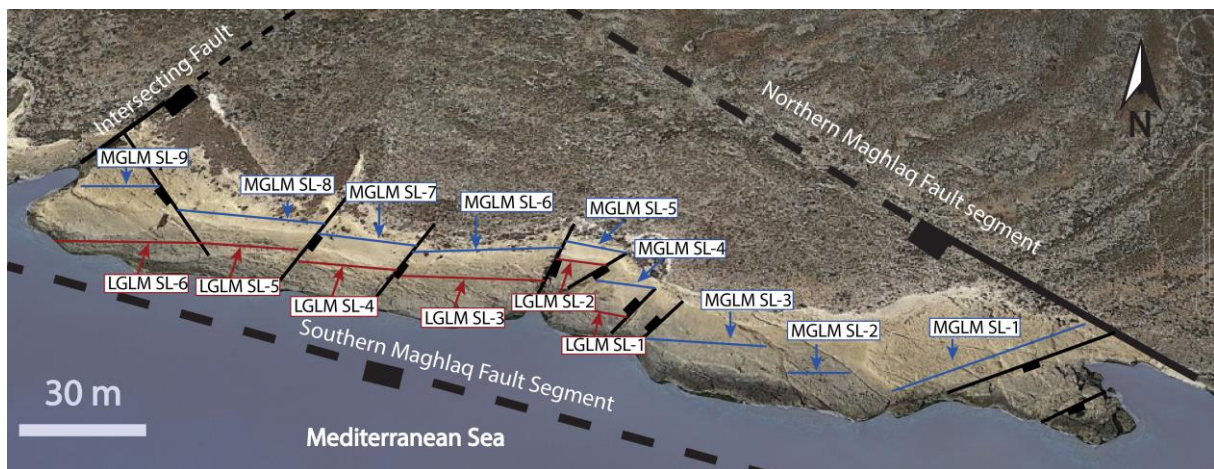 Intersecting Fault
Northern Maghlaq Fault segment
N
MGLM SL-9
MGLM SL-8
MGLM SL-7
MGLM SL-6
MGLM SL-5
MGLM SL-4
MGLM SL-3
MGLM SL-2
MGLM SL-1
LGLM SL-6
LGLM SL-5
LGLM SL-4
LGLM SL-3
LGLM SL-2
LGLM SL-1
Southern Maghlaq Fault Segment
30 m
Mediterranean Sea